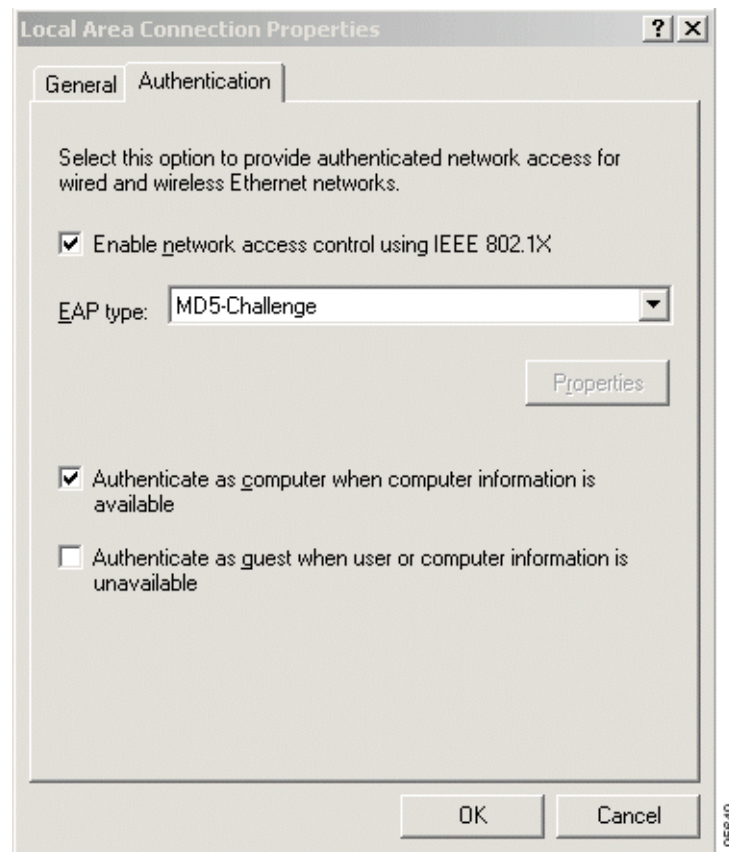 Local Area Connection Properties
? X
General Authentication
Select this option to provide authenticated network access for
wired and wireless Ethernet networks.
Enable network access control using IEEE 802.1X
EAP type: MD5-Challenge
Properties
Authenticate as computer when computer information is
available
Authenticate as guest when user or computer information is
unavailable
OK Cancel